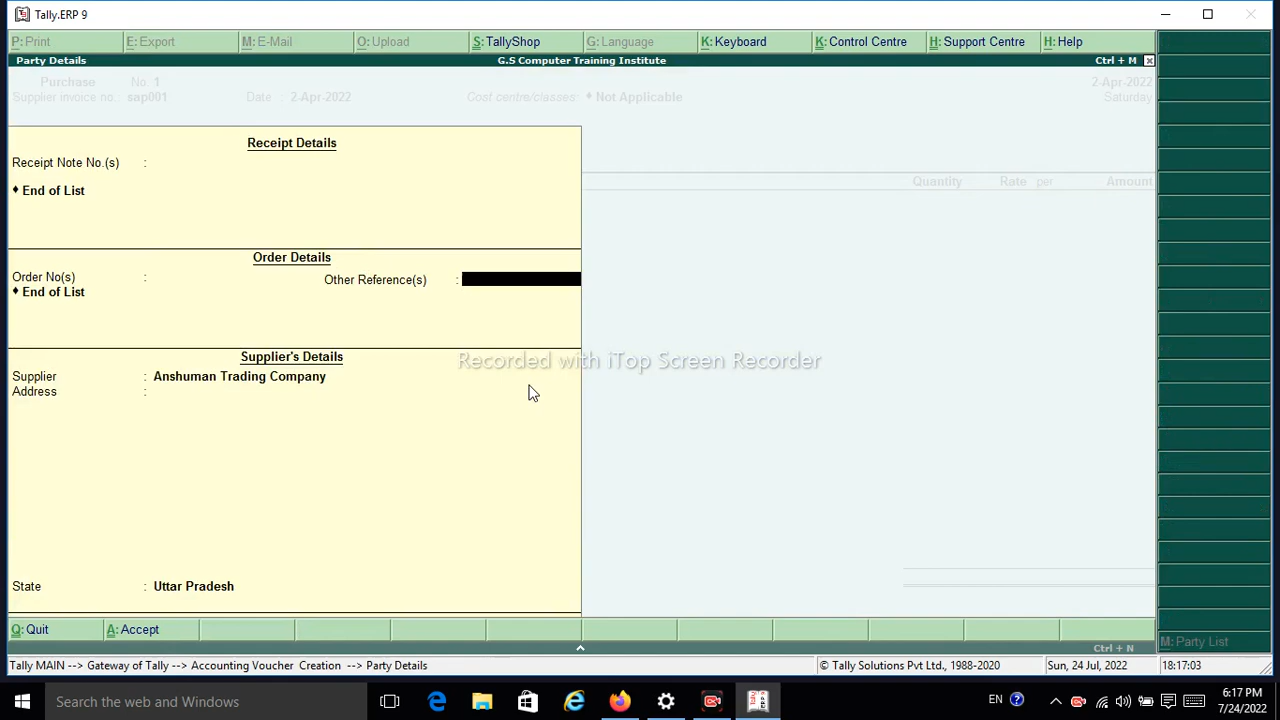 Tally.ERP 9
P: Print E: Export M: E-Mail O: Upload S: TallyShop G: Language K: Keyboard K: Control Centre H: Support Centre H: Help
Party Details G.S Computer Training Institute Ctrl + M
Purchase No. 1 2-Apr-2022
Supplier invoice no.: sap001 Date : 2-Apr-2022 Cost centre/classes: ♦ Not Applicable Saturday
Receipt Details
Receipt Note No.(s) :
♦ End of List
Quantity Rate per Amount
Order Details
Order No(s) : Other Reference(s) :
♦ End of List
Supplier's Details
Recorded with iTop Screen Recorder
Supplier : Anshuman Trading Company
Address :
State : Uttar Pradesh
Q: Quit A: Accept
M: Party List
Ctrl + N
Tally MAIN --> Gateway of Tally --> Accounting Voucher Creation --> Party Details © Tally Solutions Pvt Ltd., 1988-2020 Sun, 24 Jul, 2022 18:17:03
Search the web and Windows EN 6:17 PM
7/24/2022